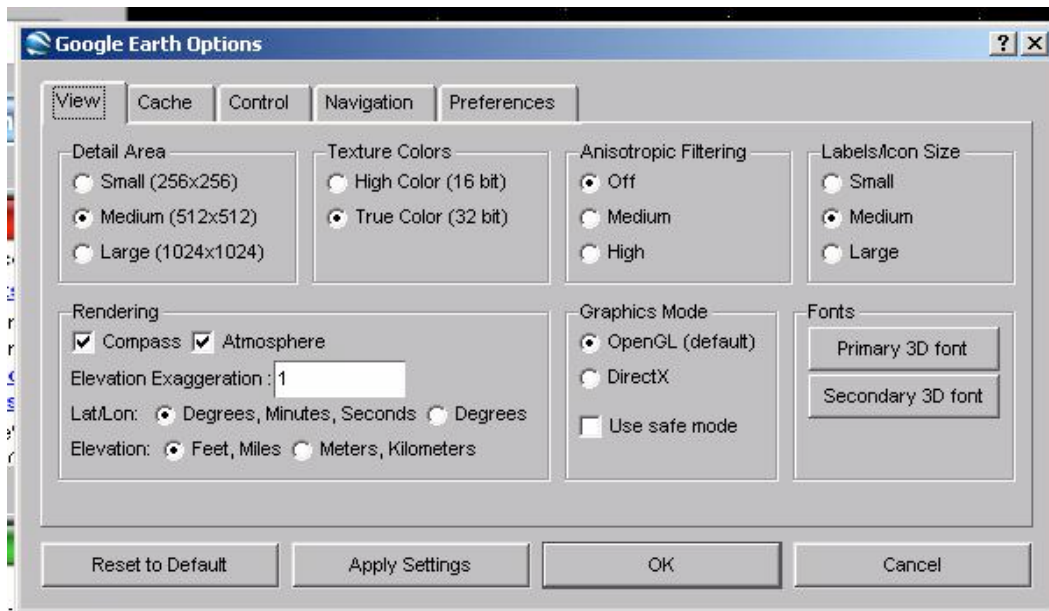 Google Earth Options
View Cache Control Navigation Preferences
Detail Area
Small (256x256)
Medium (512x512)
Large (1024x1024)
Texture Colors
High Color (16 bit)
True Color (32 bit)
Anisotropic Filtering
Off
Medium
High
Labels/Icon Size
Small
Medium
Large
Rendering
Compass Atmosphere
Elevation Exaggeration : 1
Lat/Lon: Degrees, Minutes, Seconds Degrees
Elevation: Feet, Miles Meters, Kilometers
Graphics Mode
OpenGL (default)
DirectX
Use safe mode
Fonts
Primary 3D font
Secondary 3D font
Reset to Default Apply Settings OK Cancel